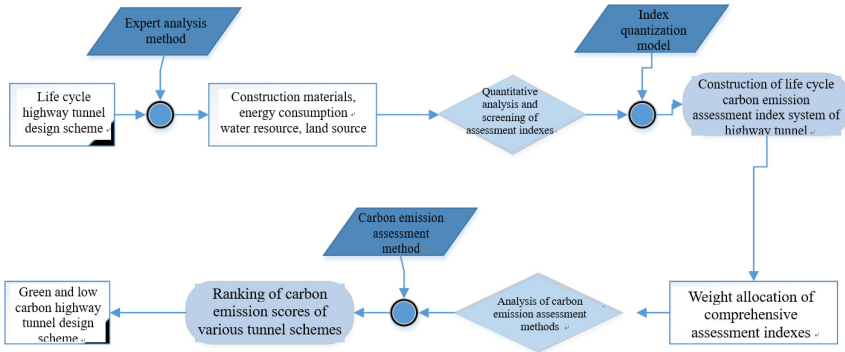 Expert analysis
method
Index
quantization
model
Life cycle
highway tunnel
design scheme
Construction materials,
energy consumption
water resource, land source
Quantitative
analysis and
screening of
assessment indexes
Construction of life cycle
carbon emission
assessment index system of
highway tunnel
Carbon emission
assessment
method
Green and low
carbon highway
tunnel design
scheme
Ranking of carbon
emission scores of
various tunnel schemes
Analysis of carbon
emission assessment
methods
Weight allocation of
comprehensive
assessment indexes